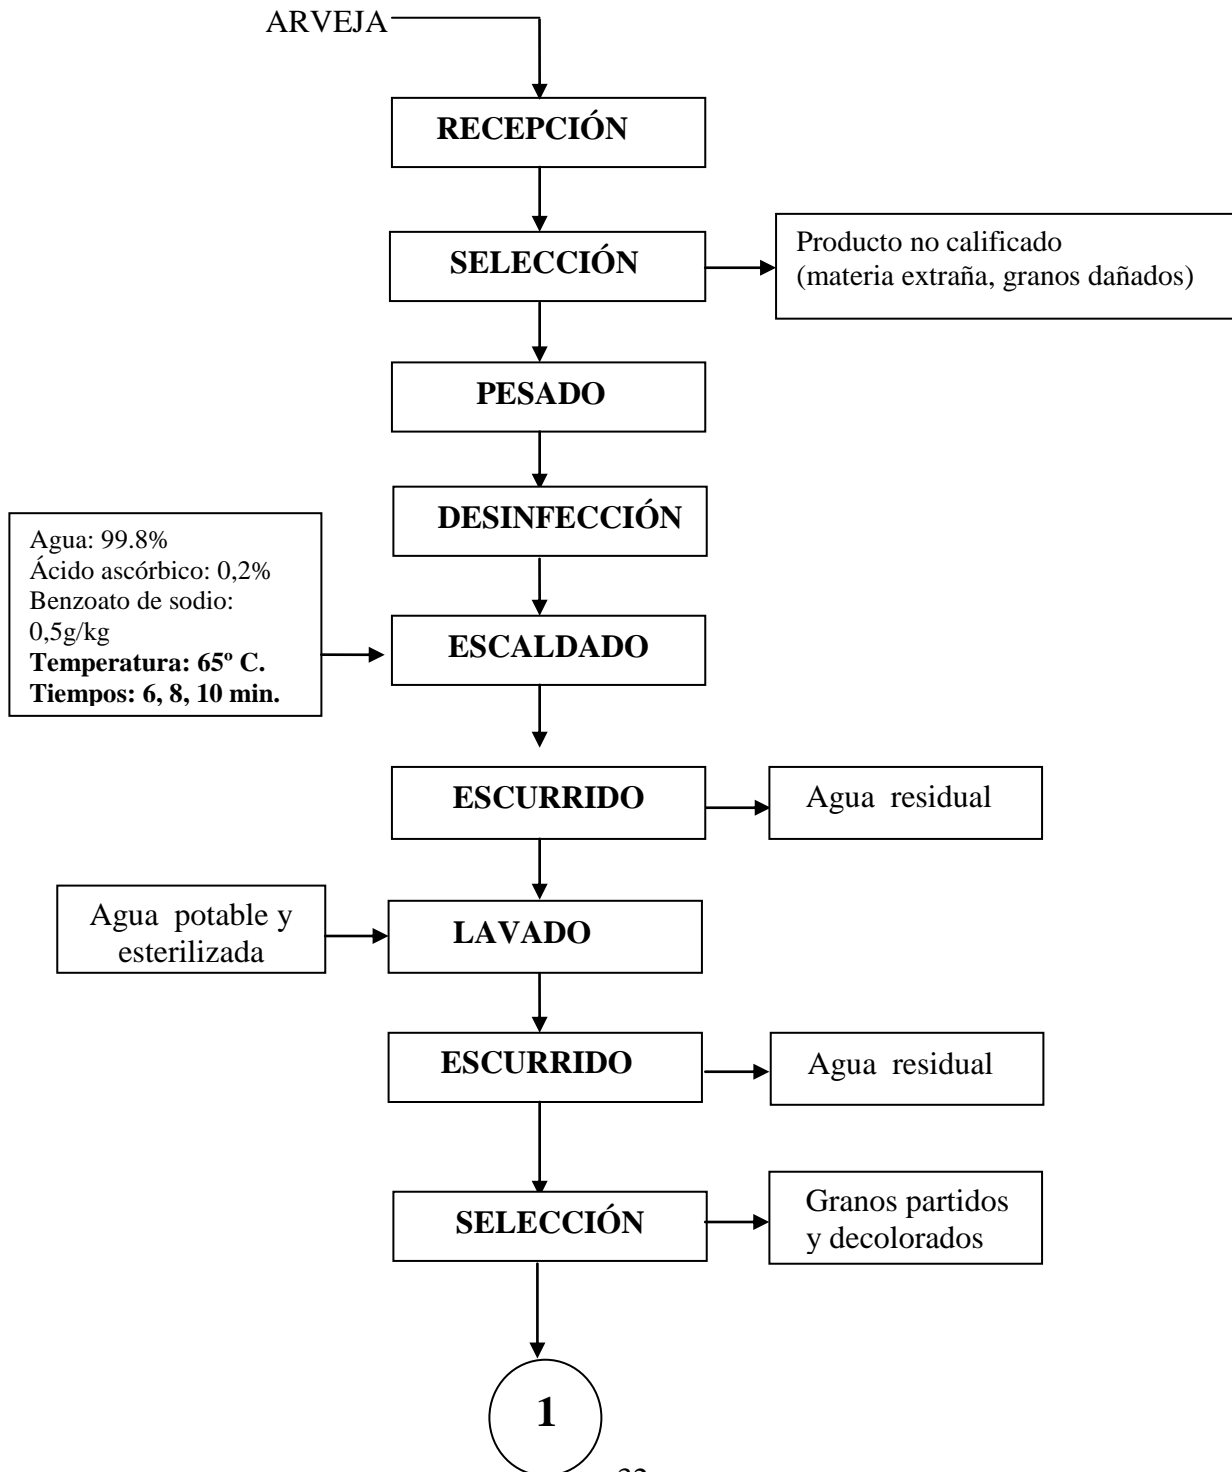 ARVEJA
RECEPCIÓN
SELECCIÓN
Producto no calificado
(materia extraña, granos dañados)
PESADO
DESINFECCIÓN
Agua: 99.8%
Ácido ascórbico: 0,2%
Benzoato de sodio:
0,5g/kg
Temperatura: 65º C.
Tiempos: 6, 8, 10 min.
ESCALDADO
ESCURRIDO
Agua residual
Agua potable y
esterilizada
LAVADO
ESCURRIDO
Agua residual
SELECCIÓN
Granos partidos
y decolorados
1